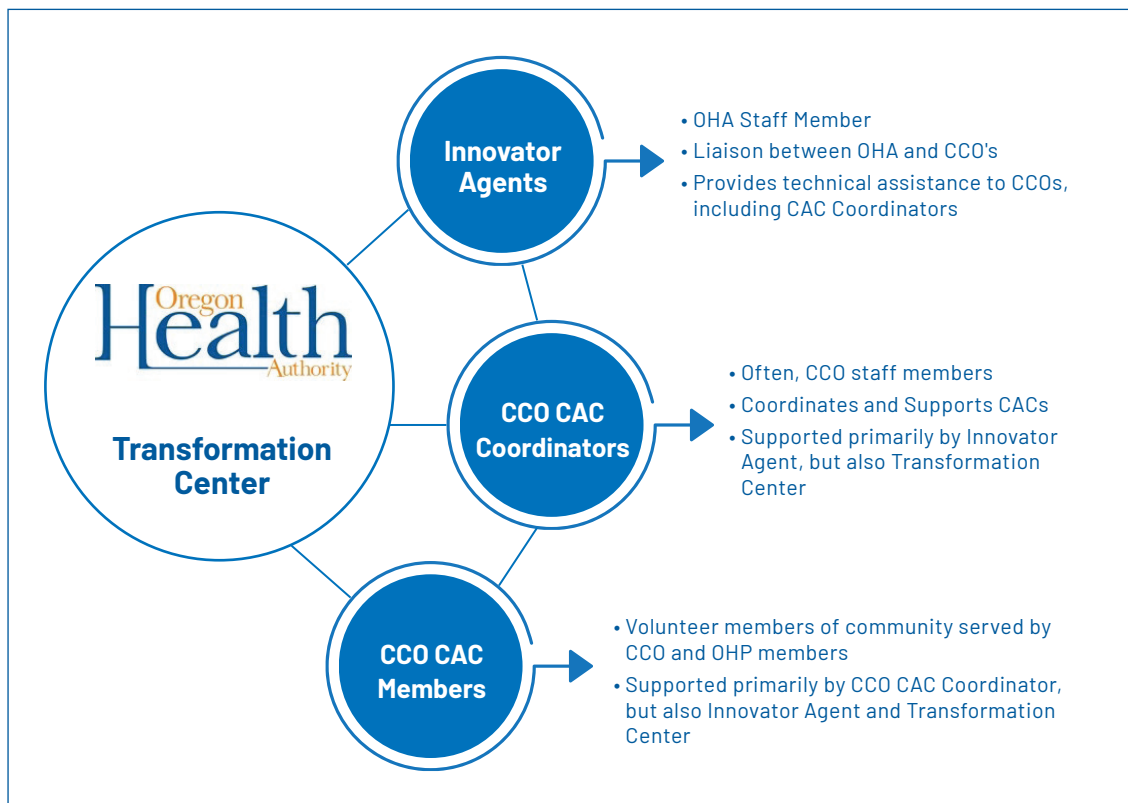 Innovator
Agents
• OHA Staff Member
• Liaison between OHA and CCO's
• Provides technical assistance to CCOs,
including CAC Coordinators
Oregon
Health
Authority
Transformation
Center
CCO CAC
Coordinators
• Often, CCO staff members
• Coordinates and Supports CACs
• Supported primarily by Innovator
Agent, but also Transformation
Center
CCO CAC
Members
• Volunteer members of community served by
CCO and OHP members
• Supported primarily by CCO CAC Coordinator,
but also Innovator Agent and Transformation
Center